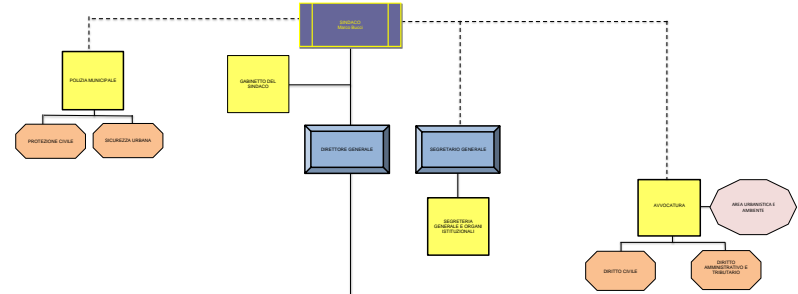 SINDACO
Marco Bucci
POLIZIA MUNICIPALE
GABINETTO DEL
SINDACO
PROTEZIONE CIVILE
SICUREZZA URBANA
DIRETTORE GENERALE
SEGRETARIO GENERALE
SEGRETERIA
GENERALE E ORGANI
ISTITUZIONALI
AVVOCATURA
AREA URBANISTICA E
AMBIENTE
DIRITTO CIVILE
DIRITTO
AMMINISTRATIVO E
TRIBUTARIO